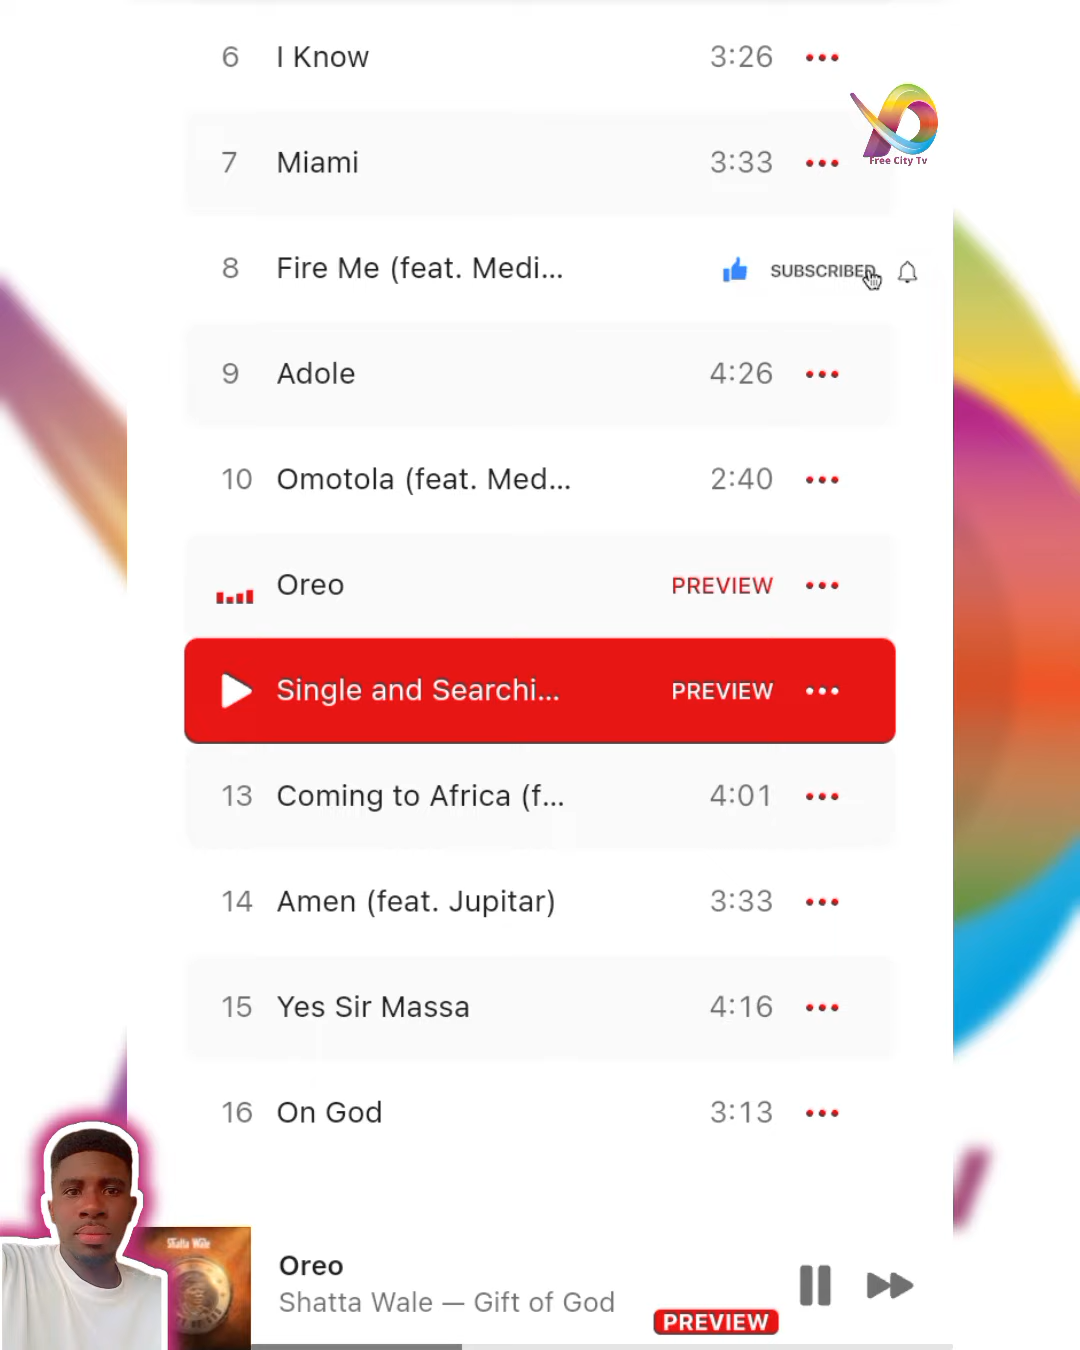 6 I Know 3:26
Free City Tv
7 Miami 3:33
8 Fire Me (feat. Medi...
SUBSCRIBED
9 Adole 4:26
10 Omotola (feat. Med... 2:40
Oreo PREVIEW
Single and Searchi... PREVIEW
13 Coming to Africa (f... 4:01
14 Amen (feat. Jupitar) 3:33
15 Yes Sir Massa 4:16
16 On God 3:13
Shatta Wale
Oreo
Shatta Wale — Gift of God
PREVIEW